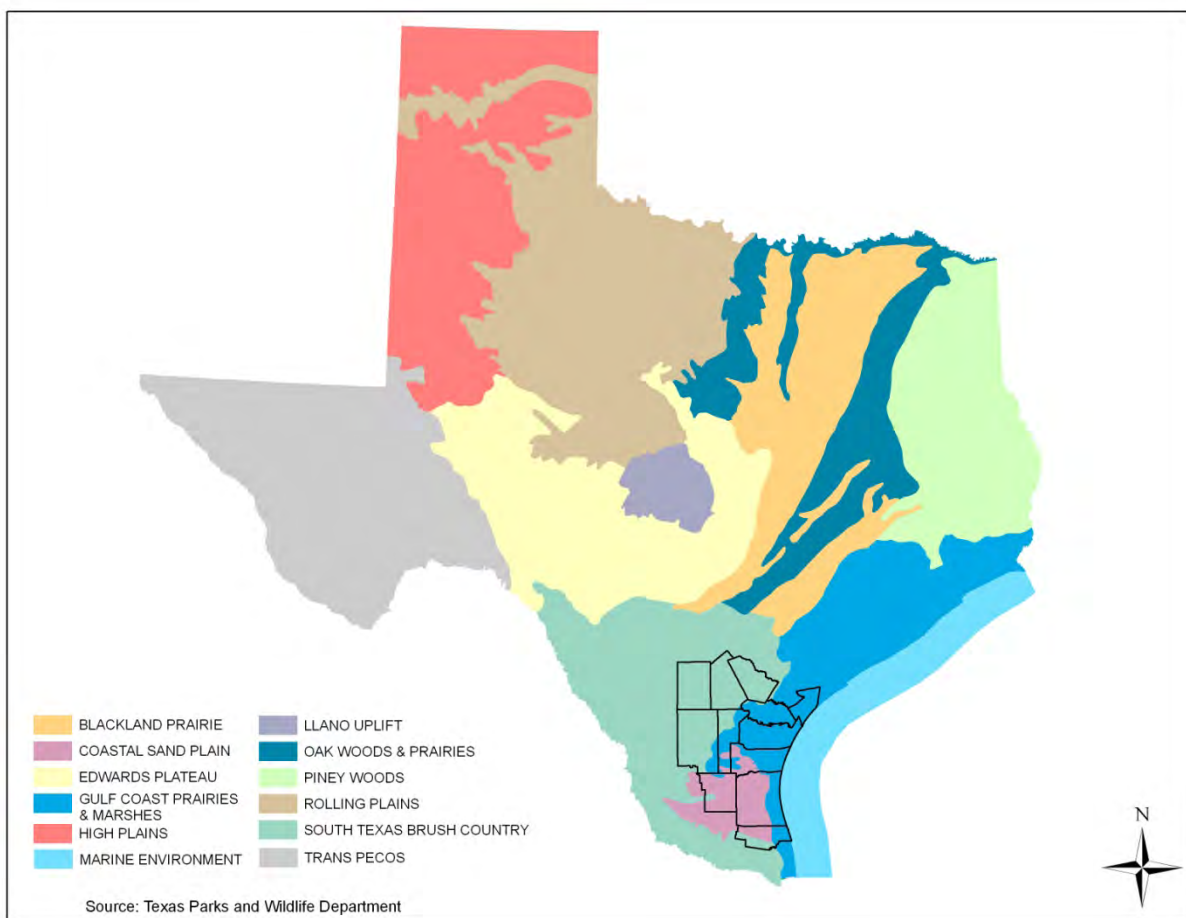 BLACKLAND PRAIRIE
COASTAL SAND PLAIN
EDWARDS PLATEAU
GULF COAST PRAIRIES
& MARSHES
HIGH PLAINS
MARINE ENVIRONMENT
LLANO UPLIFT
OAK WOODS & PRAIRIES
PINEY WOODS
ROLLING PLAINS
SOUTH TEXAS BRUSH COUNTRY
TRANS PECOS
N
Source: Texas Parks and Wildlife Department